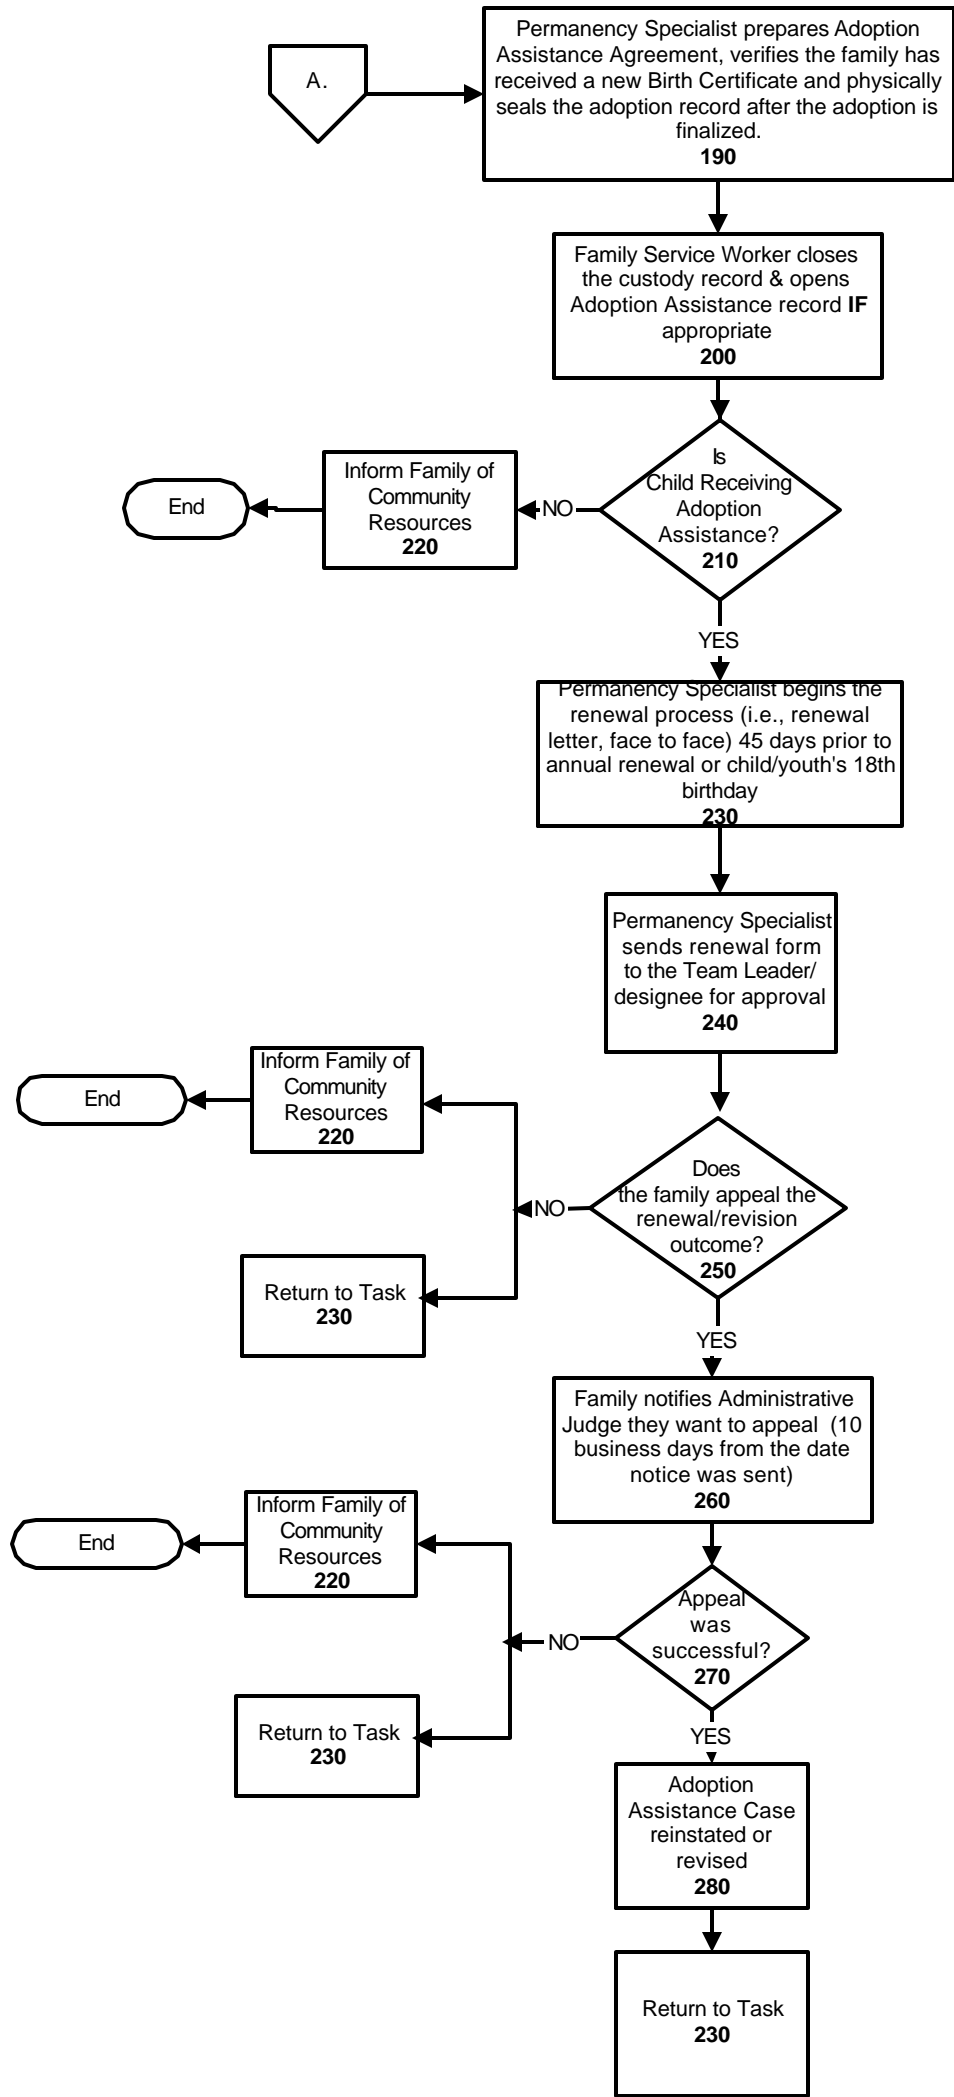 A.
Permanency Specialist prepares Adoption
Assistance Agreement, verifies the family has
received a new Birth Certificate and physically
seals the adoption record after the adoption is
finalized.
190
Family Service Worker closes
the custody record & opens
Adoption Assistance record IF
appropriate
200
Is
Child Receiving
Adoption
Assistance?
210
NO
Inform Family of
Community
Resources
220
End
YES
Permanency Specialist begins the
renewal process (i.e., renewal
letter, face to face) 45 days prior to
annual renewal or child/youth's 18th
birthday
230
Permanency Specialist
sends renewal form
to the Team Leader/
designee for approval
240
Does
the family appeal the
renewal/revision
outcome?
250
NO
Inform Family of
Community
Resources
220
End
Return to Task
230
YES
Family notifies Administrative
Judge they want to appeal (10
business days from the date
notice was sent)
260
Appeal
was
successful?
270
NO
Inform Family of
Community
Resources
220
End
Return to Task
230
YES
Adoption
Assistance Case
reinstated or
revised
280
Return to Task
230